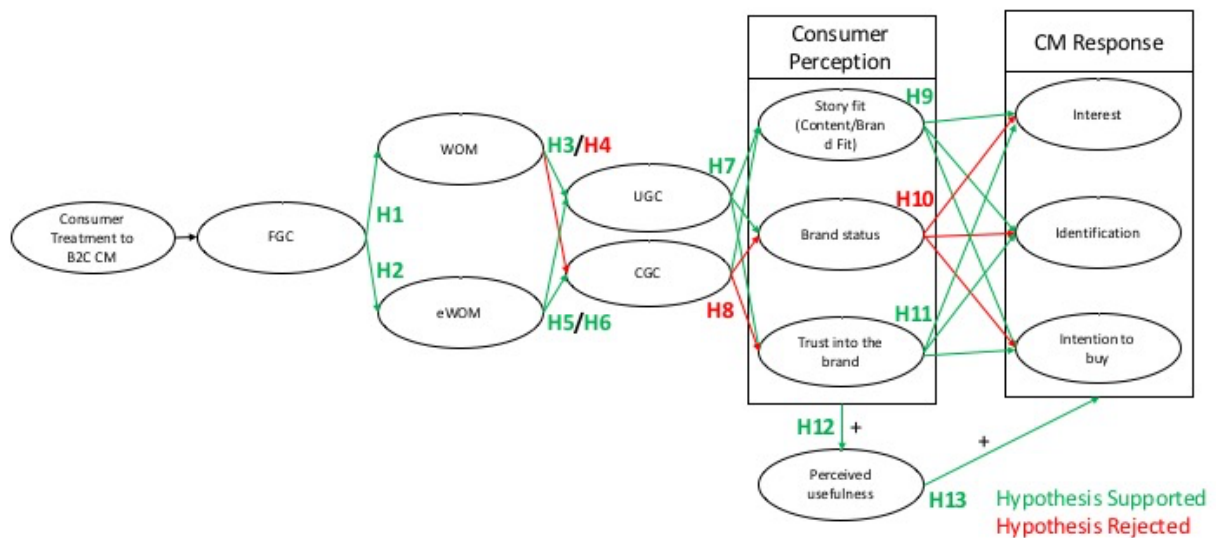 Consumer
Perception
CM Response
H9
Story fit
(Content/Bran
d Fit)
Interest
WOM
H3/H4
H7
UGC
H10
Consumer
Treatment to
B2C CM
FGC
H1
Brand status
Identification
H2
CGC
eWOM
H5/H6
H8
H11
Trust into the
brand
Intention to
buy
H12
+
+
Perceived
usefulness
H13
Hypothesis Supported
Hypothesis Rejected